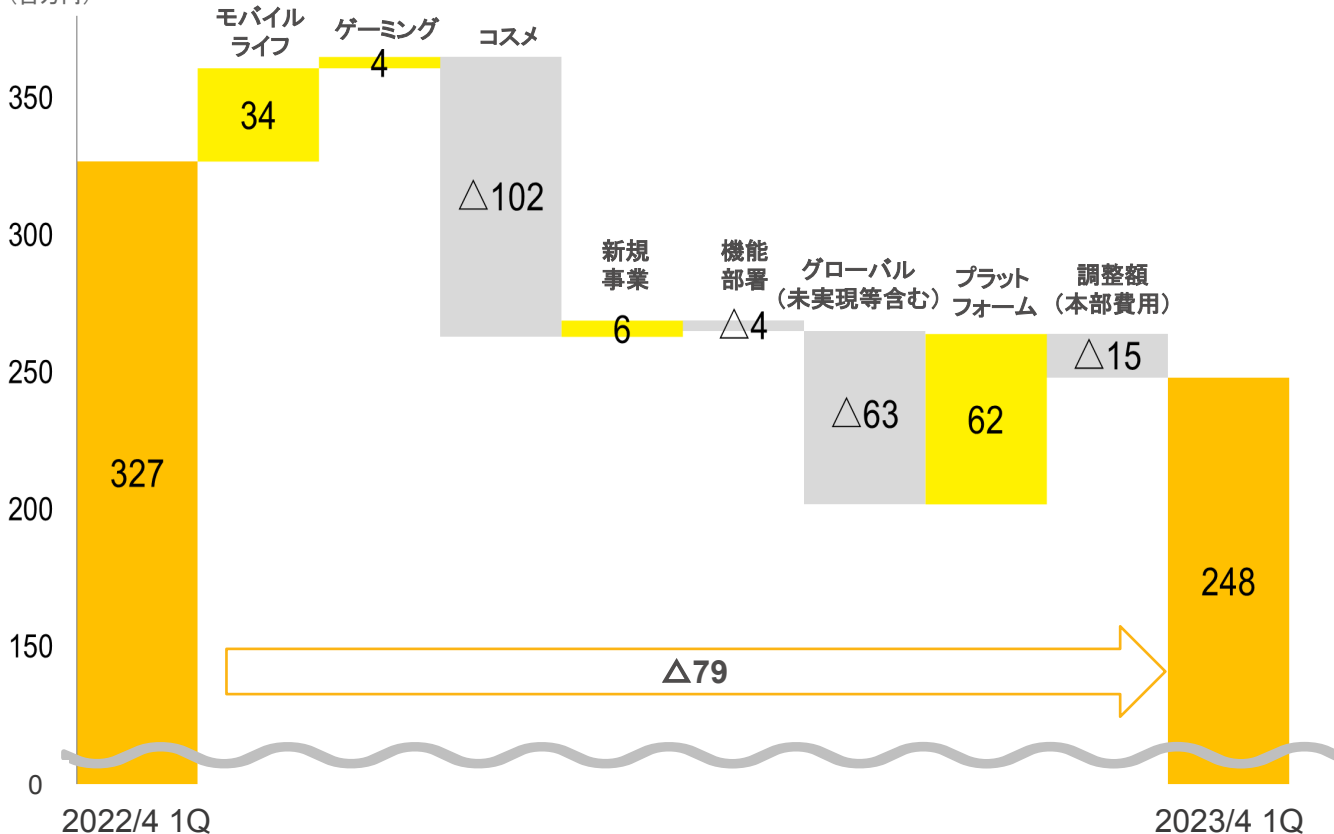 (百万円)
モバイル
ライフ
ゲーミング
コスメ
350
300
250
200
150
0
327
34
4
△102
新規
事業
6
機能
部署
△4
グローバル
(未実現等含む)
△63
プラット
フォーム
62
調整額
(本部費用)
△15
248
△79
2022/4 1Q
2023/4 1Q